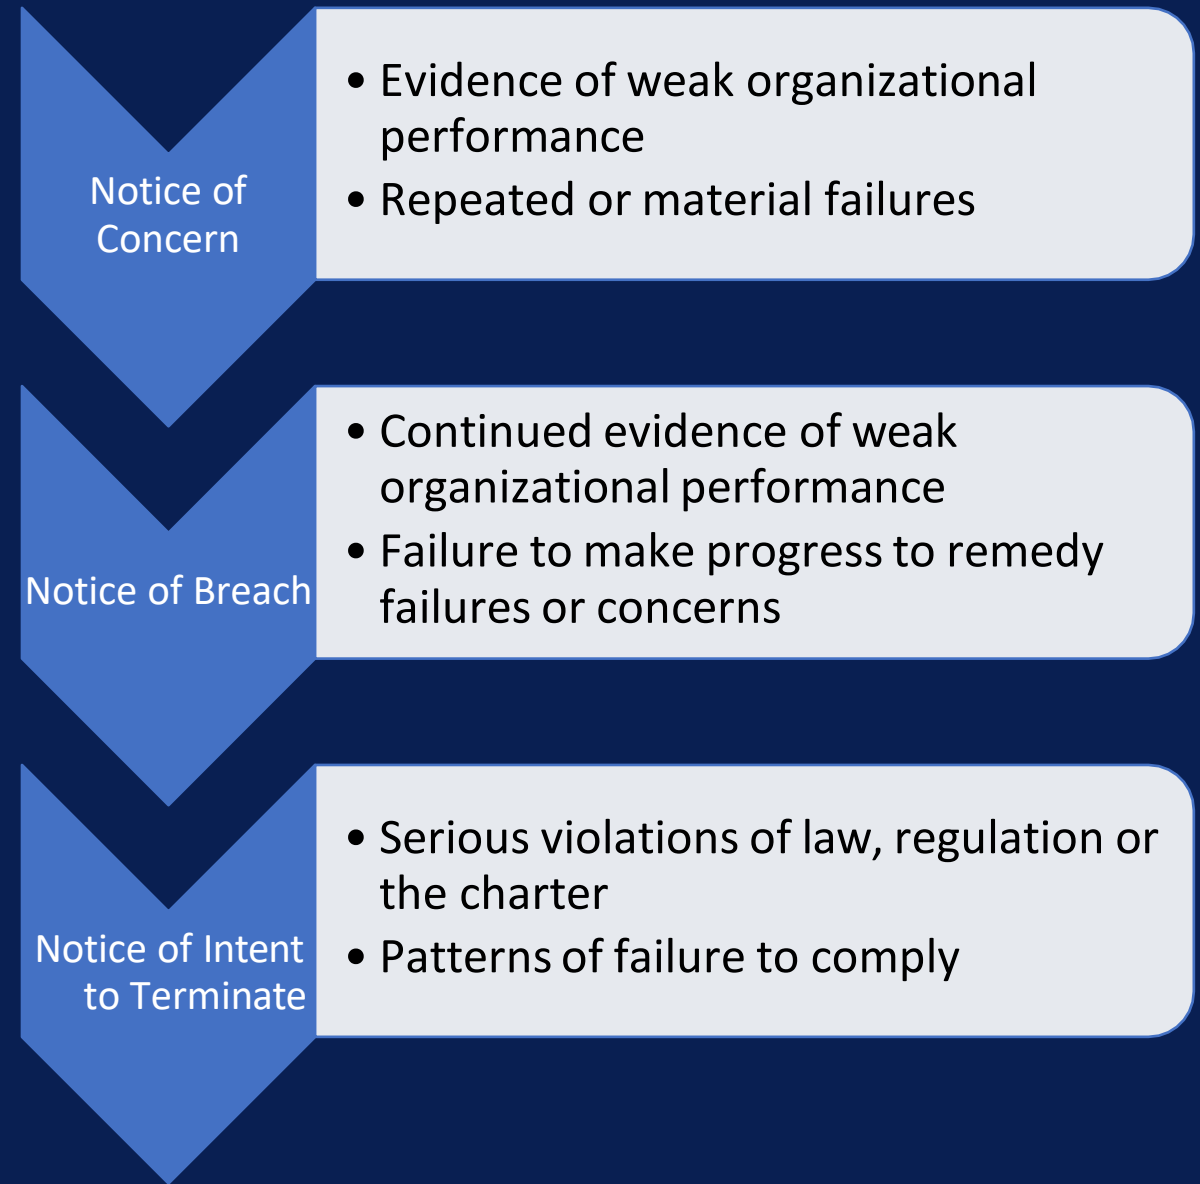 Notice of
Concern
• Evidence of weak organizational
performance
• Repeated or material failures
Notice of Breach
• Continued evidence of weak
organizational performance
• Failure to make progress to remedy
failures or concerns
Notice of Intent
to Terminate
• Serious violations of law, regulation or
the charter
• Patterns of failure to comply